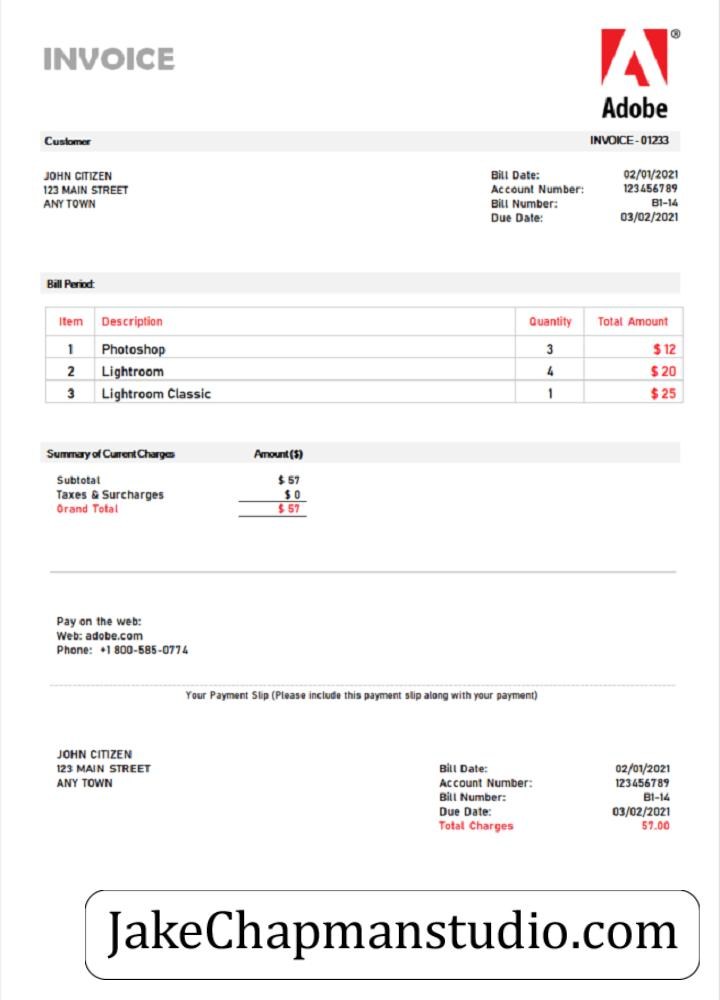 INVOICE
Adobe®
Customer INVOICE - 01233
JOHN CITIZEN
123 MAIN STREET
ANY TOWN
Bill Date: 02/01/2021
Account Number: 123456789
Bill Number: B1-14
Due Date: 03/02/2021
Bill Period:
Item Description Quantity Total Amount
1 Photoshop 3 $ 12
2 Lightroom 4 $ 20
3 Lightroom Classic 1 $ 25
Summary of Current Charges Amount ($)
Subtotal $ 57
Taxes & Surcharges $ 0
Grand Total $ 57
Pay on the web:
Web: adobe.com
Phone: +1 800-585-0774
Your Payment Slip (Please include this payment slip along with your payment)
JOHN CITIZEN
123 MAIN STREET
ANY TOWN
Bill Date: 02/01/2021
Account Number: 123456789
Bill Number: B1-14
Due Date: 03/02/2021
Total Charges 57.00
JakeChapmanstudio.com